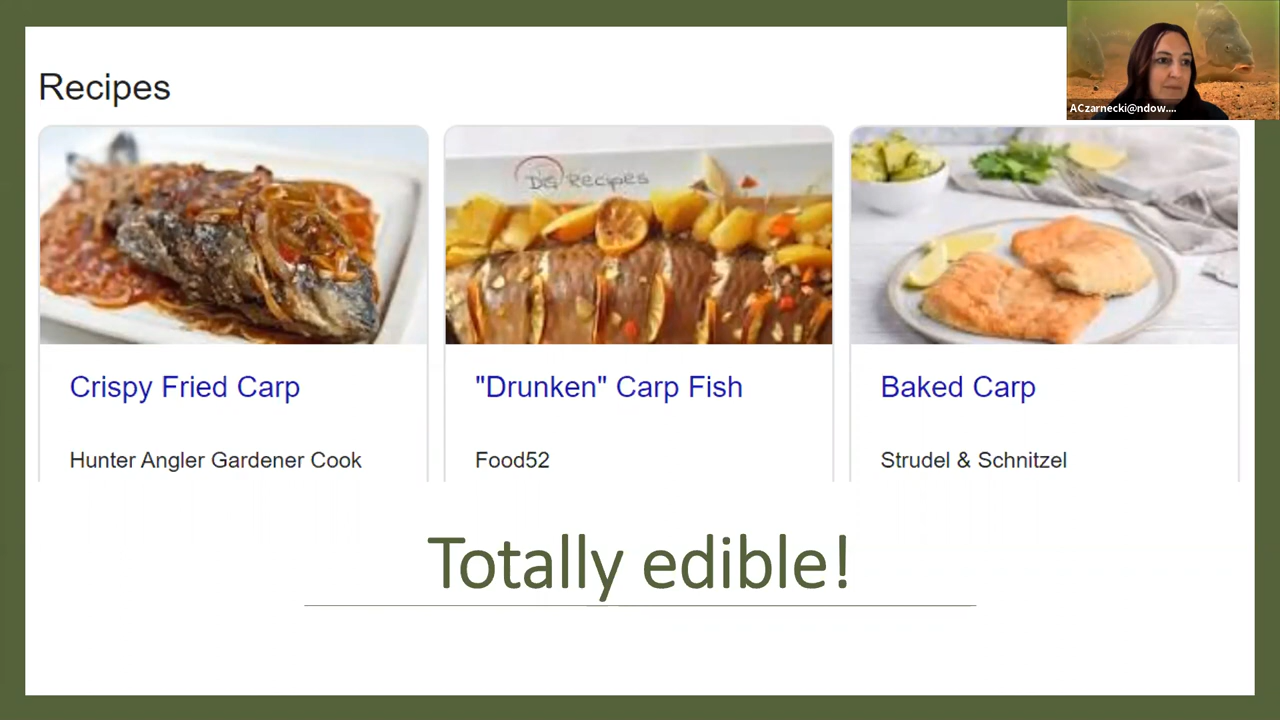 Recipes
ACzarnecki@ndow....
Dis Recipes
Crispy Fried Carp
"Drunken" Carp Fish
Baked Carp
Hunter Angler Gardener Cook
Food52
Strudel & Schnitzel
Totally edible!